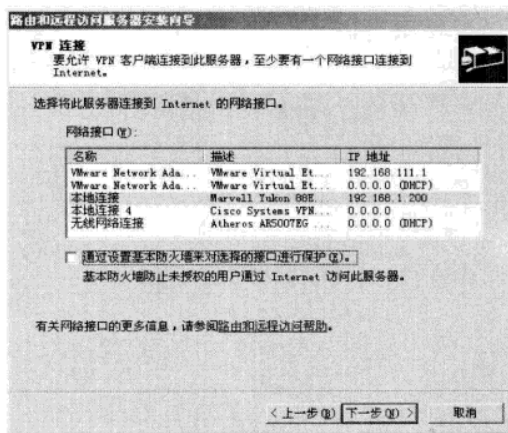 路由和远程访问服务器安装向导
VPN 连接
要允许 VPN 客户端连接到此服务器，至少要有一个网络接口连接到
Internet。
选择将此服务器连接到 Internet 的网络接口。
网络接口(W):
名称 描述 IP 地址
VMware Network Ada... VMware Virtual Et... 192.168.111.1
VMware Network Ada... VMware Virtual Et... 0.0.0.0 (DHCP)
本地连接 Marvell Yukon 88E... 192.168.1.200
本地连接 4 Cisco Systems VPN... 0.0.0.0
无线网络连接 Atheros AR5007EG ... 0.0.0.0 (DHCP)
通过设置基本防火墙来对选择的接口进行保护(E)。
基本防火墙防止未授权的用户通过 Internet 访问此服务器。
有关网络接口的更多信息，请参阅路由和远程访问帮助。
< 上一步(B) 下一步(N) > 取消